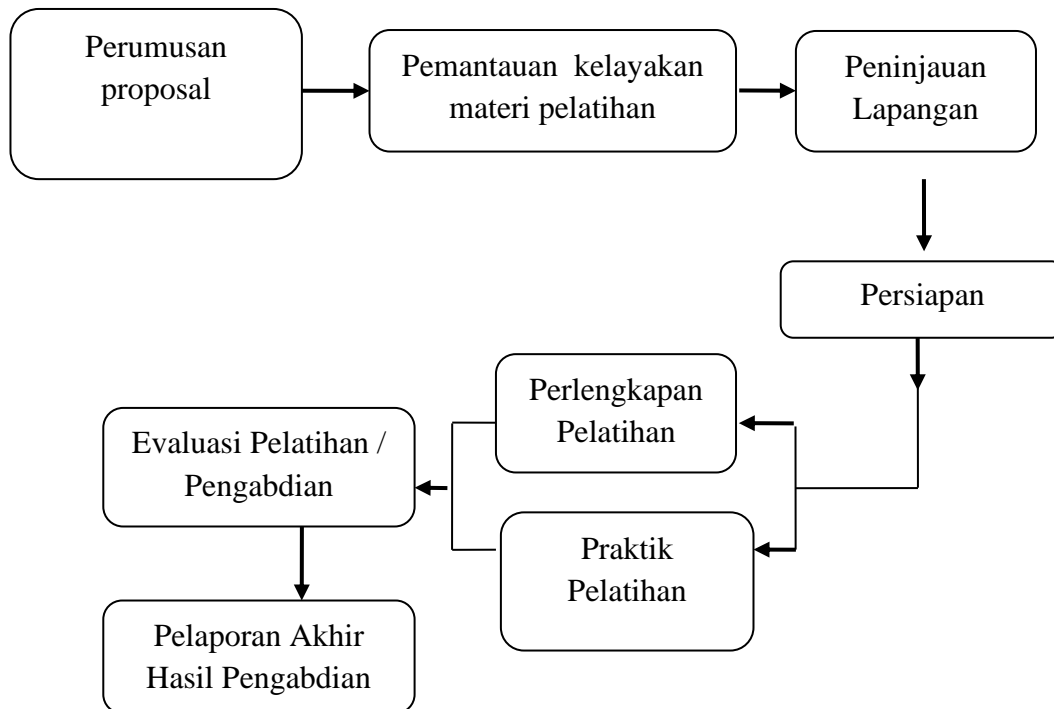 Perumusan
proposal
Pemantauan kelayakan
materi pelatihan
Peninjauan
Lapangan
Persiapan
Perlengkapan
Pelatihan
Praktik
Pelatihan
Evaluasi Pelatihan /
Pengabdian
Pelaporan Akhir
Hasil Pengabdian